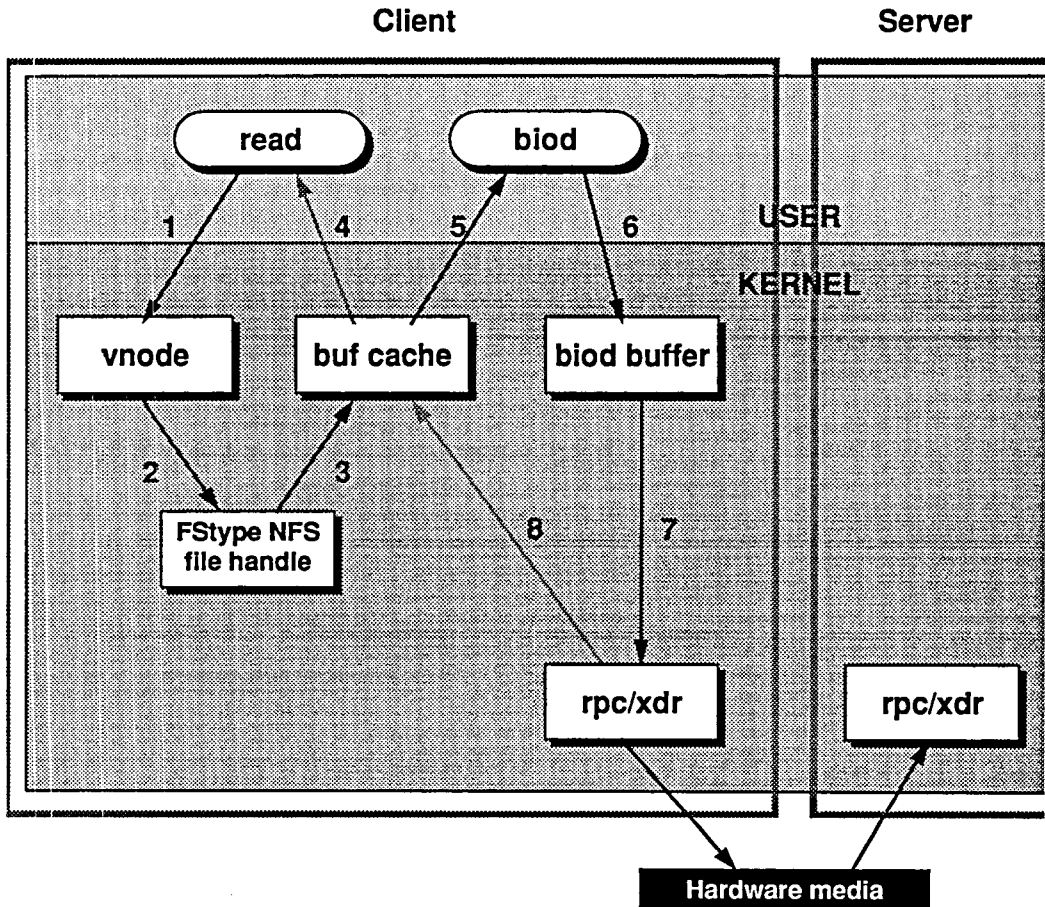 Client
Server
read
biod
1
4
5
6
USER
KERNEL
vnode
buf cache
biod buffer
2
3
FStype NFS
file handle
8
7
rpc/xdr
rpc/xdr
Hardware media